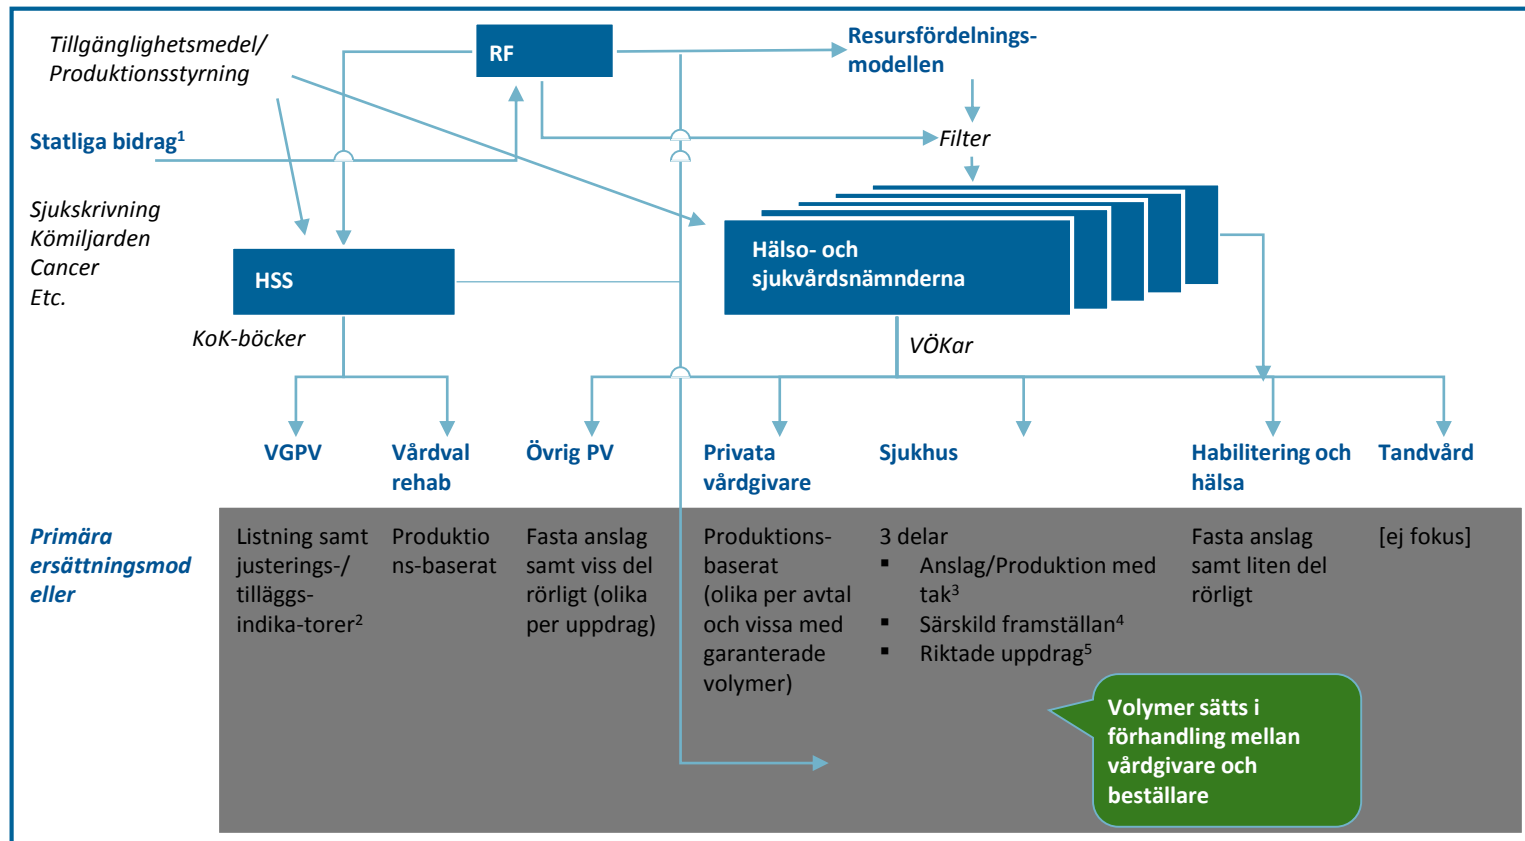 Tillgänglighetsmedel/
Produktionsstyrning
RF
Resursfördelnings-
modellen
Statliga bidrag1
Filter
Sjukskrivning
Kömiljarden
Cancer
Etc.
HSS
Hälso- och
sjukvårdsnämnderna
KoK-böcker
VÖKar
VGPV
Vårdval
rehab
Övrig PV
Privata
vårdgivare
Sjukhus
Habilitering och
hälsa
Tandvård
Primära
ersättningsmod
eller
Listning samt
justerings-/
tilläggs-
indika-torer2
Produktio
ns-baserat
Fasta anslag
samt viss del
rörligt (olika
per uppdrag)
Produktions-
baserat
(olika per avtal
och vissa med
garanterade
volymer)
3 delar
▪ Anslag/Produktion med
tak3
▪ Särskild framställan4
▪ Riktade uppdrag5
Fasta anslag
samt liten del
rörligt
[ej fokus]
Volymer sätts i
förhandling mellan
vårdgivare och
beställare